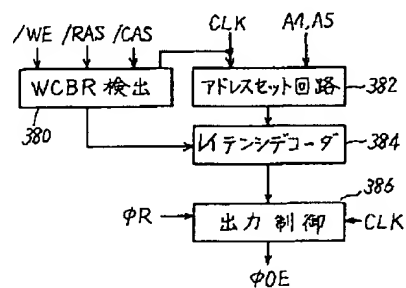 /WE /RAS /CAS
CLK
A1, A5
WCBR 検出
380
アドレスセット回路
382
レイテンシデコーダ
384
386
φR
出力制御
CLK
φOE